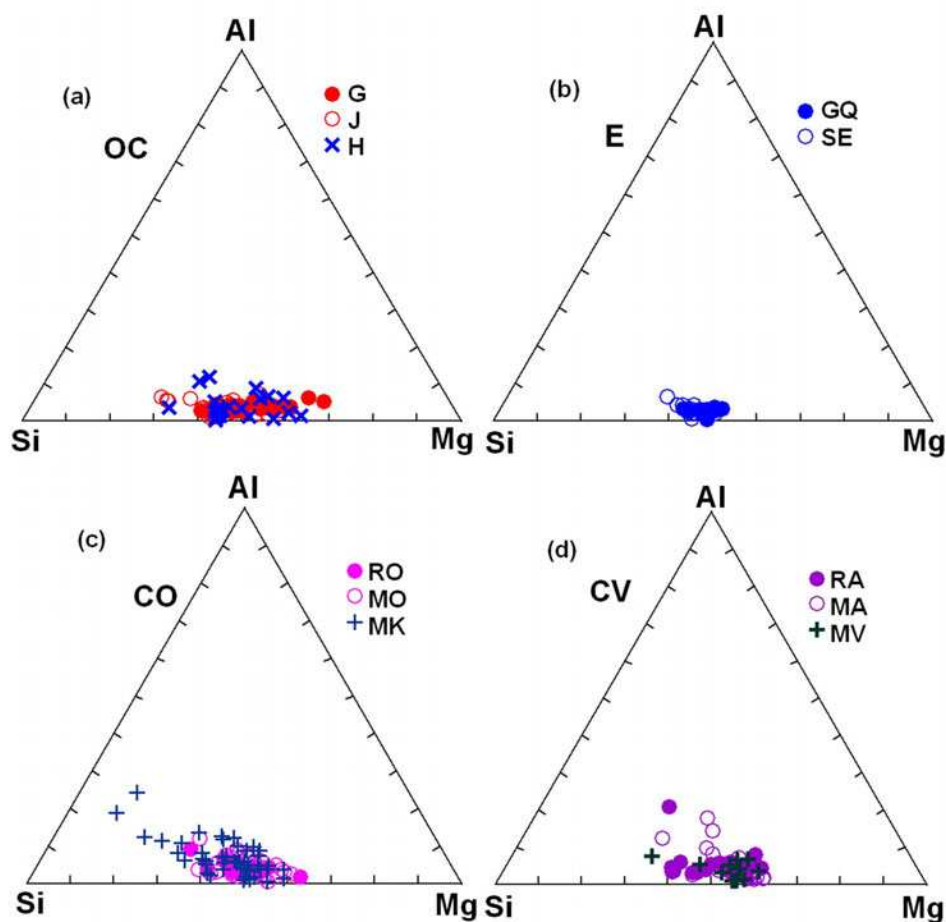 Al
(a)
OC
G
J
H
Si
Mg
Al
(b)
E
GQ
SE
Si
Mg
Al
(c)
CO
RO
MO
MK
Si
Mg
Al
(d)
CV
RA
MA
MV
Si
Mg